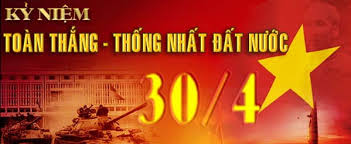 KỶ NIỆM
TOÀN THẮNG - THỐNG NHẤT ĐẤT NƯỚC
30/4